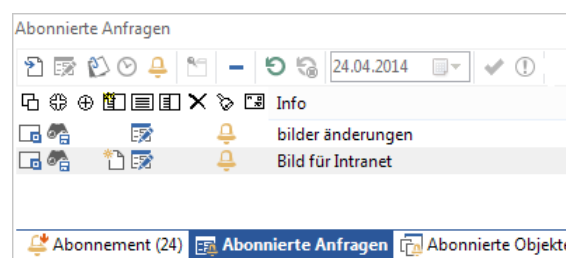 Abonnierte Anfragen
24.04.2014
Info
bilder änderungen
Bild für Intranet
Abonnement (24) Abonnierte Anfragen Abonnierte Objekte